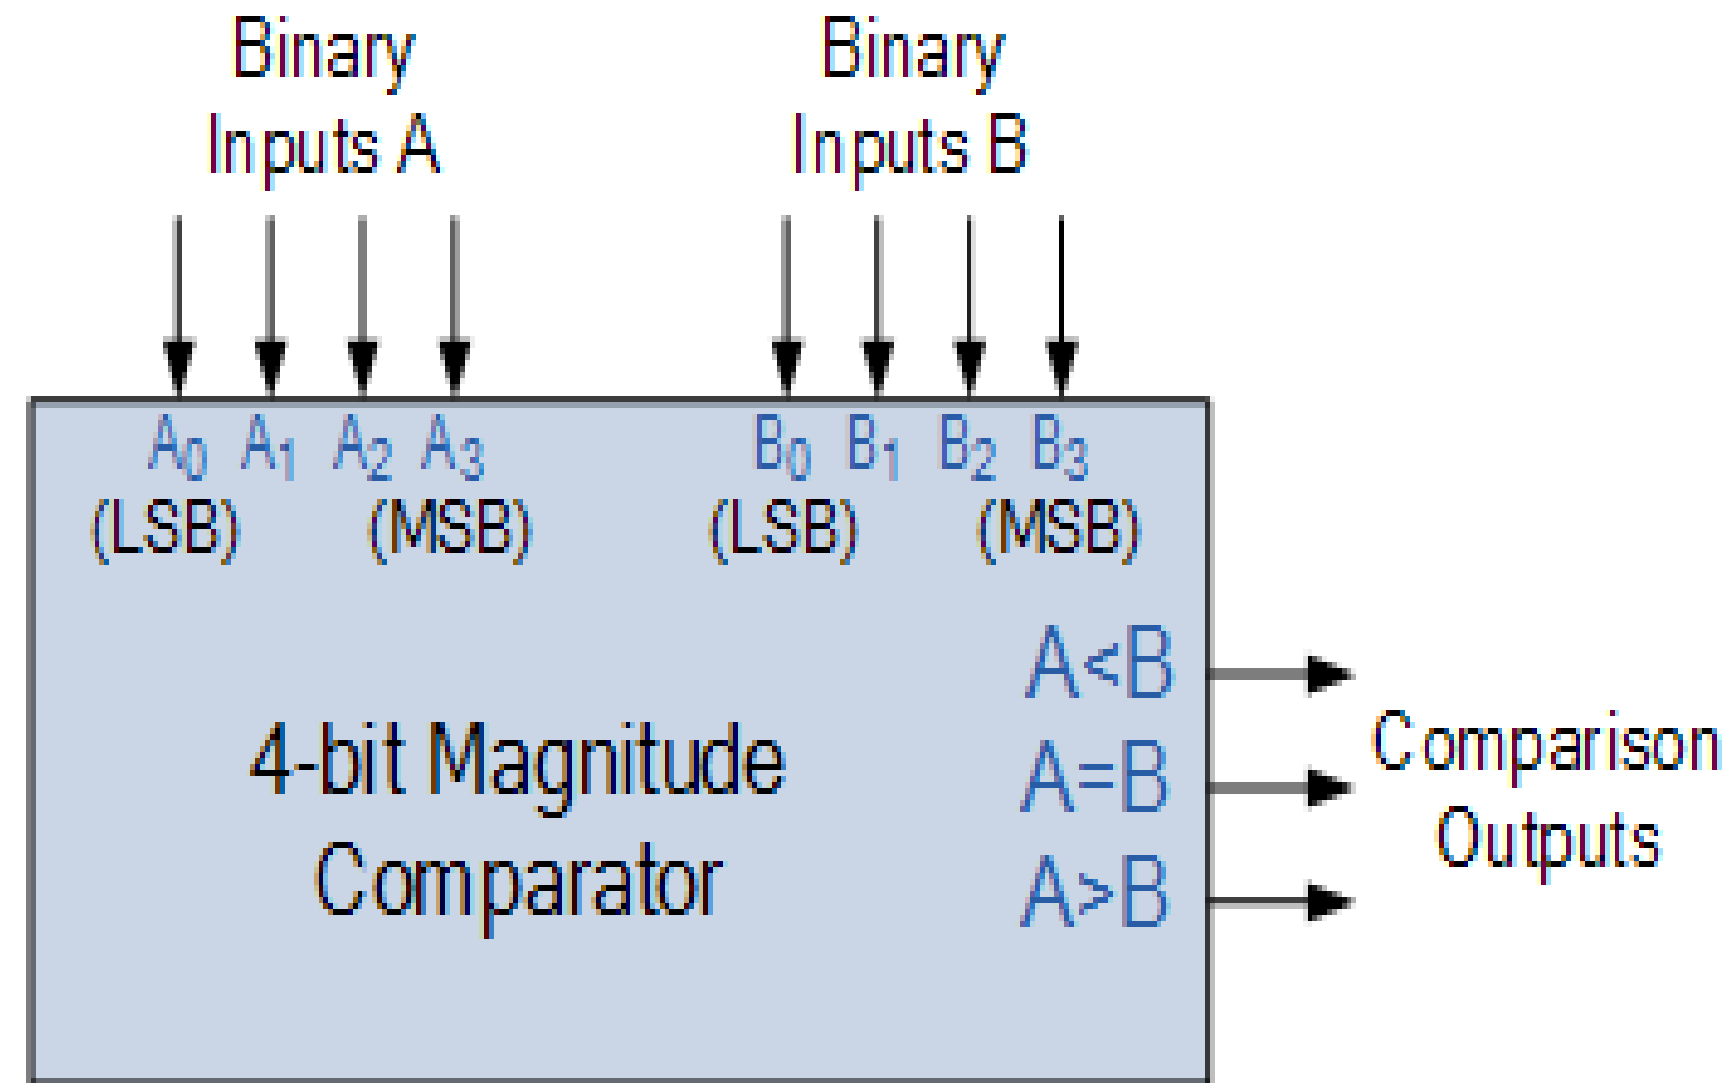 Binary
Inputs A
Binary
Inputs B
A₀ A₁ A₂ A₃ B₀ B₁ B₂ B₃
(LSB) (MSB) (LSB) (MSB)
A<B
A=B
A>B
4-bit Magnitude
Comparator
Comparison
Outputs